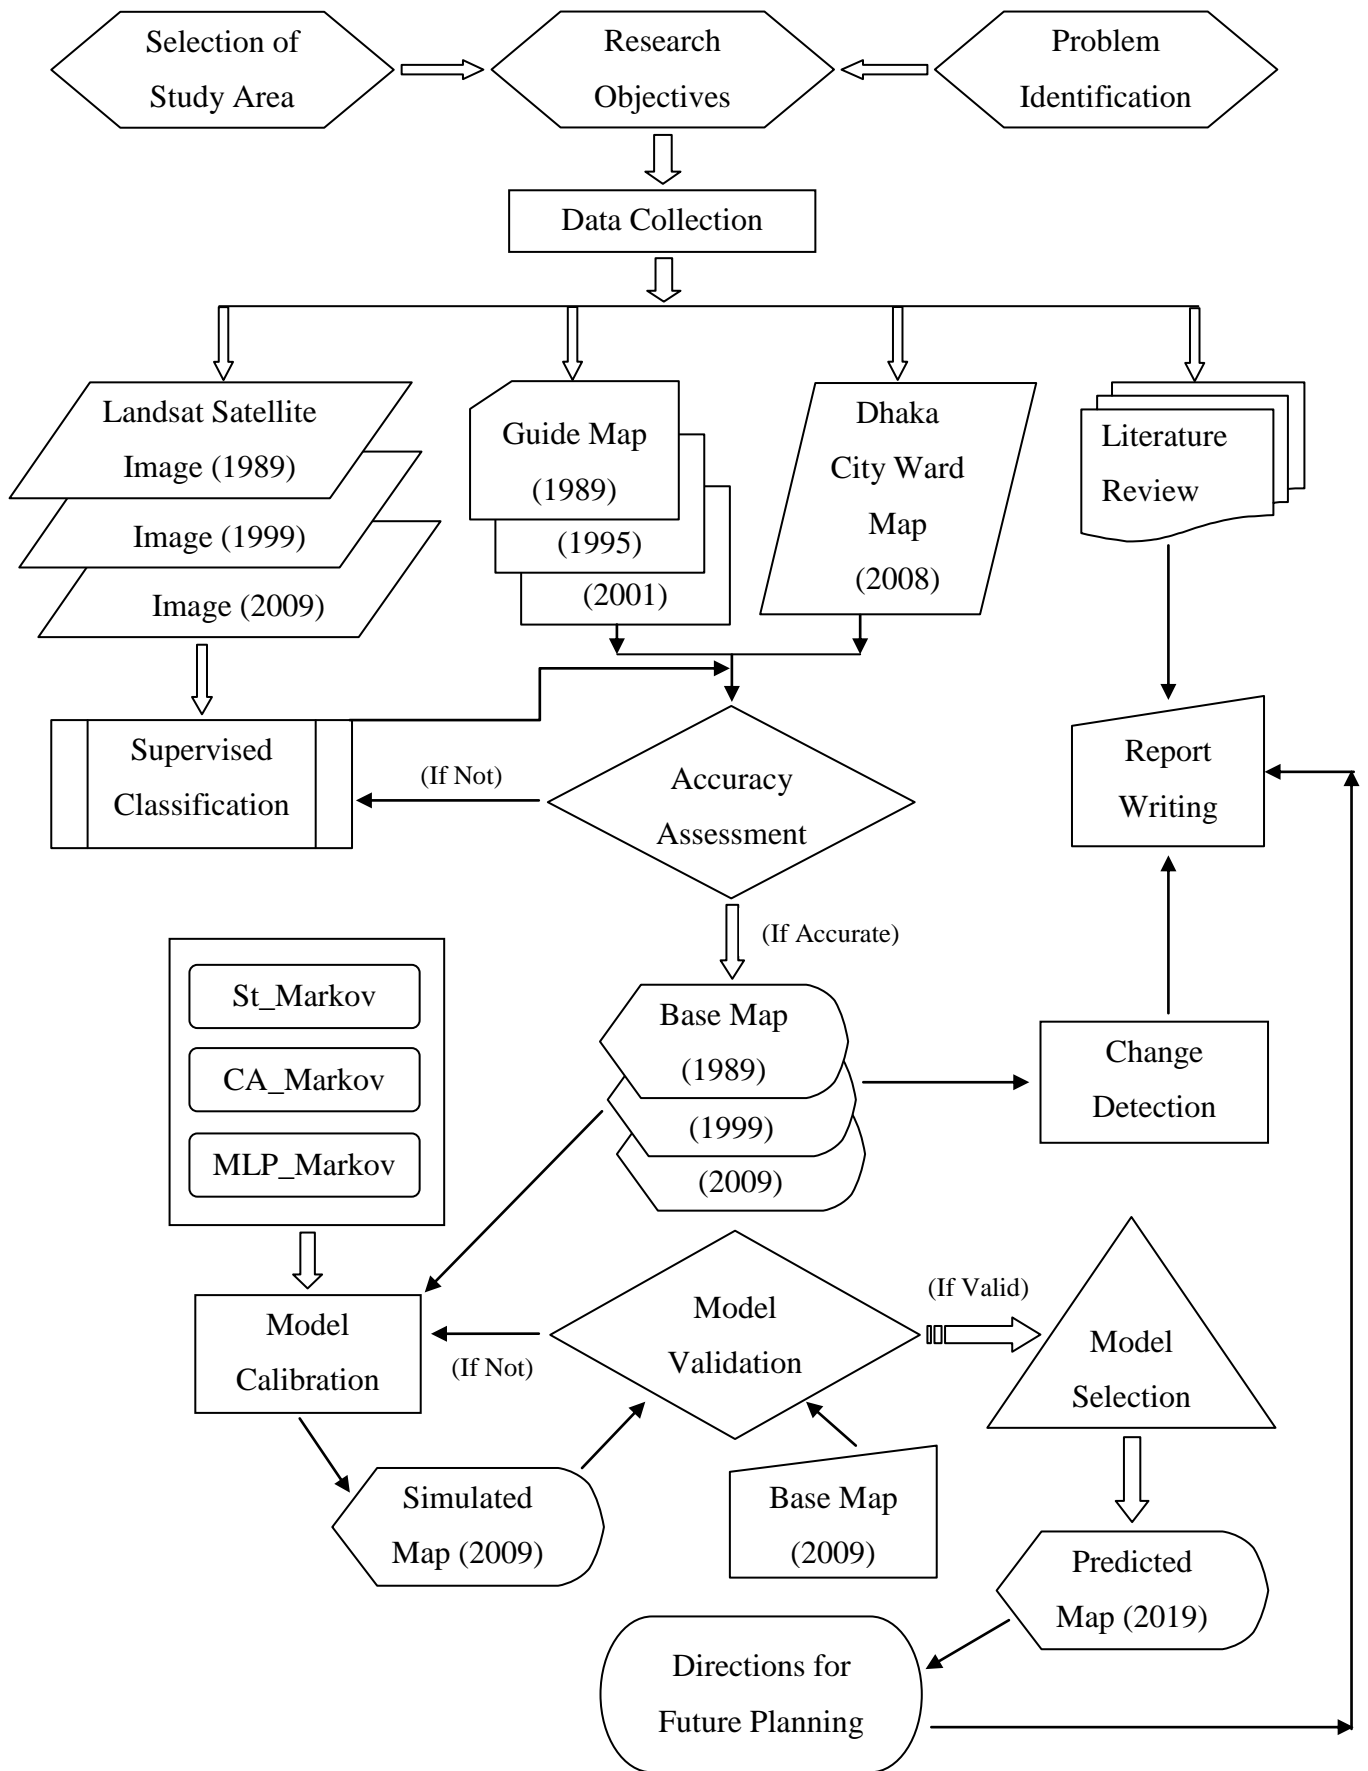 Selection of
Study Area
Research
Objectives
Problem
Identification
Data Collection
Landsat Satellite
Image (1989)
Image (1999)
Image (2009)
Guide Map
(1989)
(1995)
(2001)
Dhaka
City Ward
Map
(2008)
Literature
Review
Supervised
Classification
(If Not)
Accuracy
Assessment
Report
Writing
(If Accurate)
St_Markov
CA_Markov
MLP_Markov
Base Map
(1989)
(1999)
(2009)
Change
Detection
Model
Calibration
(If Not)
Model
Validation
(If Valid)
Model
Selection
Simulated
Map (2009)
Base Map
(2009)
Predicted
Map (2019)
Directions for
Future Planning